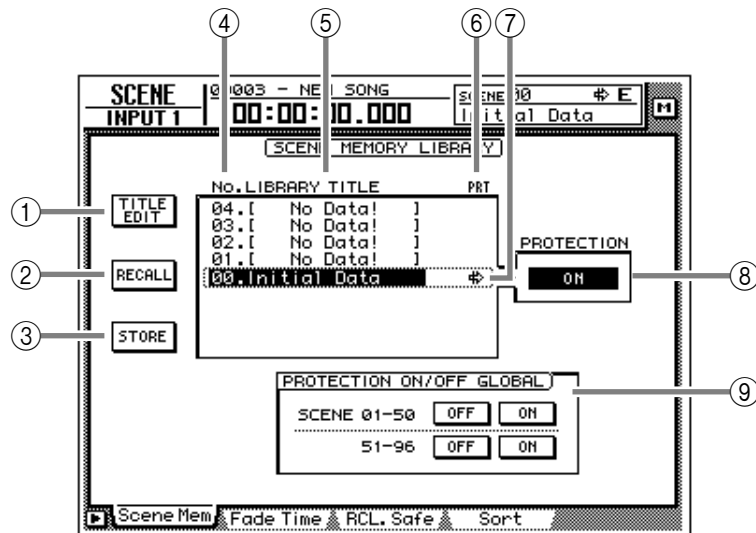 ④ ⑤ ⑥ ⑦
SCENE
INPUT 1
00003 - NEW SONG
00:00:00.000
SCENE 00 E
Initial Data
M
SCENE MEMORY LIBRARY
No. LIBRARY TITLE PRT
① TITLE EDIT
04.[ No Data! ]
03.[ No Data! ]
02.[ No Data! ]
01.[ No Data! ]
00.Initial Data
② RECALL
③ STORE
PROTECTION
ON ⑧
PROTECTION ON/OFF GLOBAL
⑨
SCENE 01-50 OFF ON
51-96 OFF ON
Scene Mem Fade Time RCL. Safe Sort